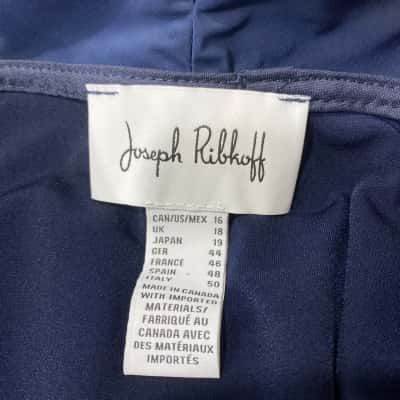 Joseph Ribkoff
CAN/US/MEX 16
UK 18
JAPAN 19
GER 44
FRANCE 46
SPAIN 48
ITALY 50
MADE IN CANADA
WITH IMPORTED
MATERIALS/
FABRIQUÉ AU
CANADA AVEC
DES MATÉRIAUX
IMPORTÉS